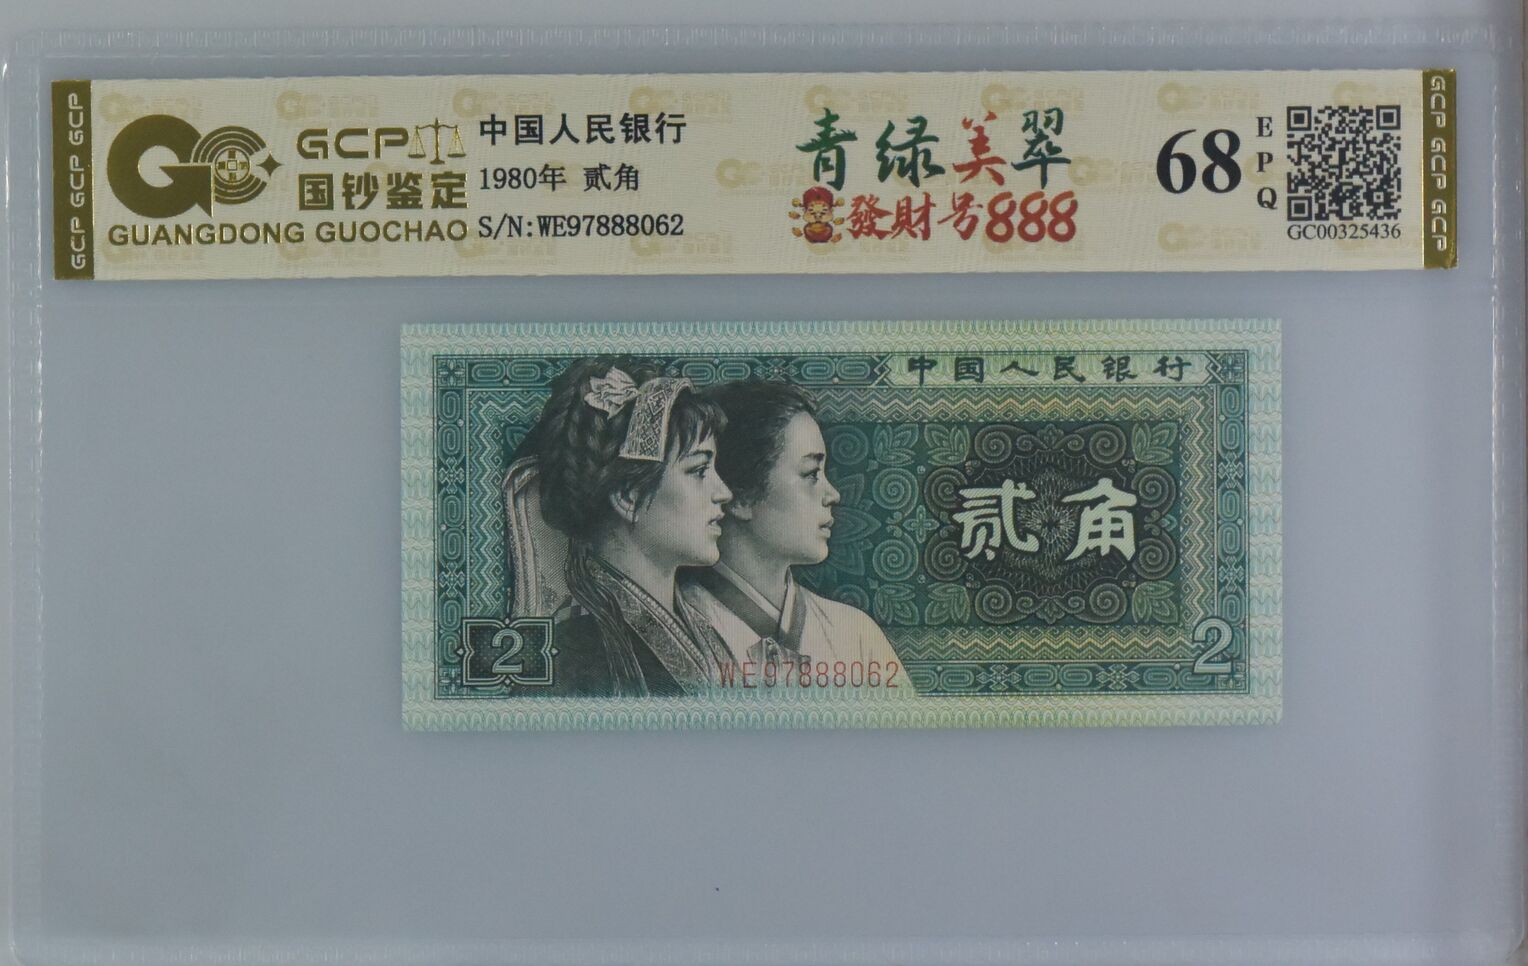 GCP GCP GCP
GCP
国钞鉴定
GUANGDONG GUOCHAO
中国人民银行
1980年 贰角
S/N:WE97888062
青绿美翠
發財号888
68
EPQ
GC00325436
GCP GCP GCP
中国人民银行
贰角
2
WE97888062
2